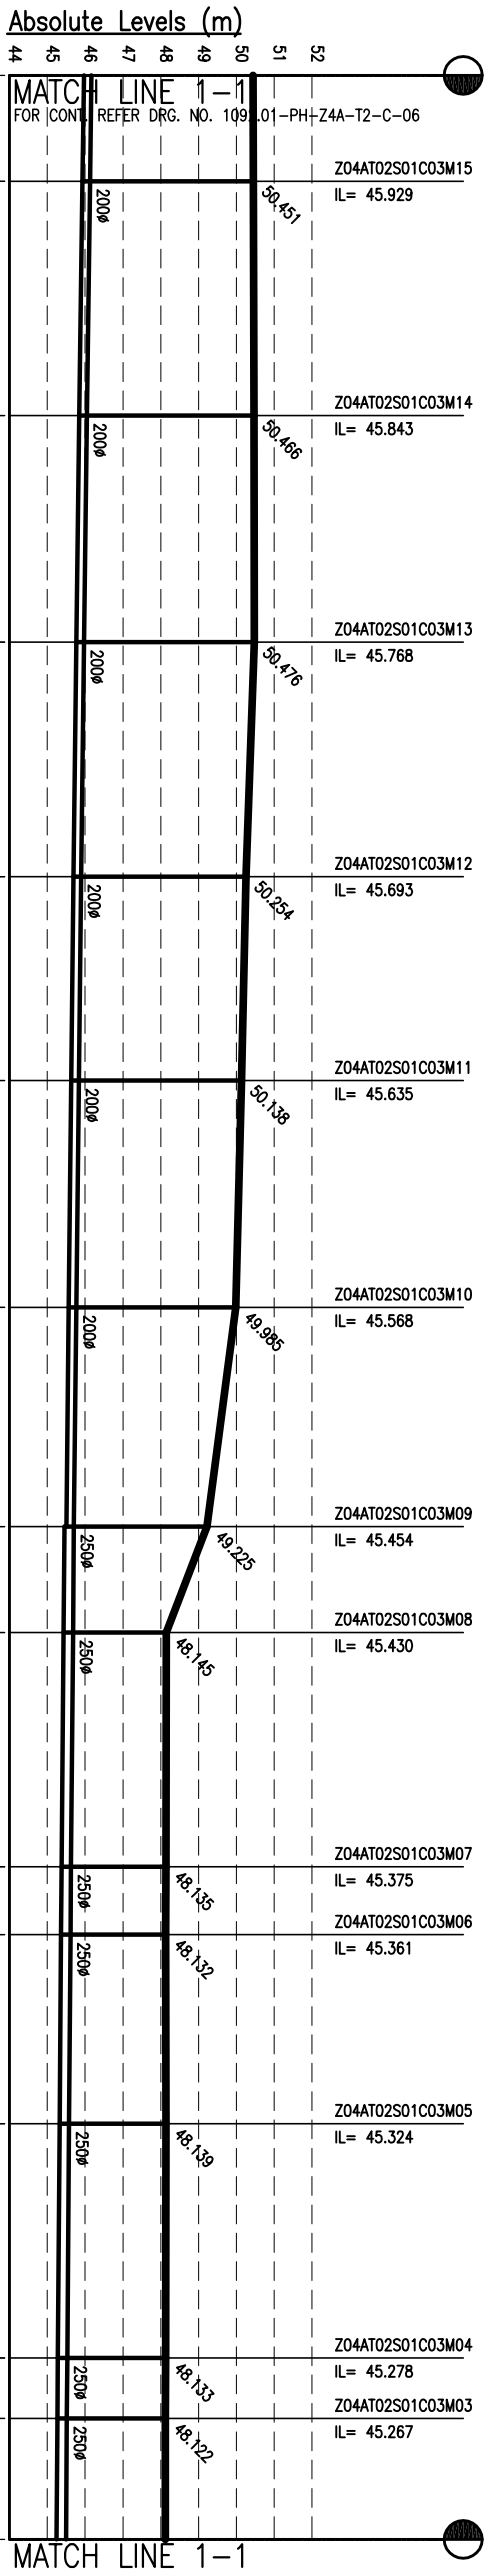 Absolute Levels (m)
44 45 46 47 48 49 50 51 52
MATCH LINE 1-1
FOR CONT. REFER DRG. NO. 109 .01-PH-Z4A-T2-C-06
Z04AT02S01C03M15
IL= 45.929
200ø
50.451
Z04AT02S01C03M14
IL= 45.843
200ø
50.466
Z04AT02S01C03M13
IL= 45.768
200ø
50.476
Z04AT02S01C03M12
IL= 45.693
200ø
50.254
Z04AT02S01C03M11
IL= 45.635
200ø
50.138
Z04AT02S01C03M10
IL= 45.568
200ø
49.985
Z04AT02S01C03M09
IL= 45.454
250ø
49.225
Z04AT02S01C03M08
IL= 45.430
250ø
48.145
Z04AT02S01C03M07
IL= 45.375
250ø
48.135
Z04AT02S01C03M06
IL= 45.361
250ø
48.132
Z04AT02S01C03M05
IL= 45.324
250ø
48.139
Z04AT02S01C03M04
IL= 45.278
250ø
48.133
Z04AT02S01C03M03
IL= 45.267
250ø
48.122
MATCH LINE 1-1